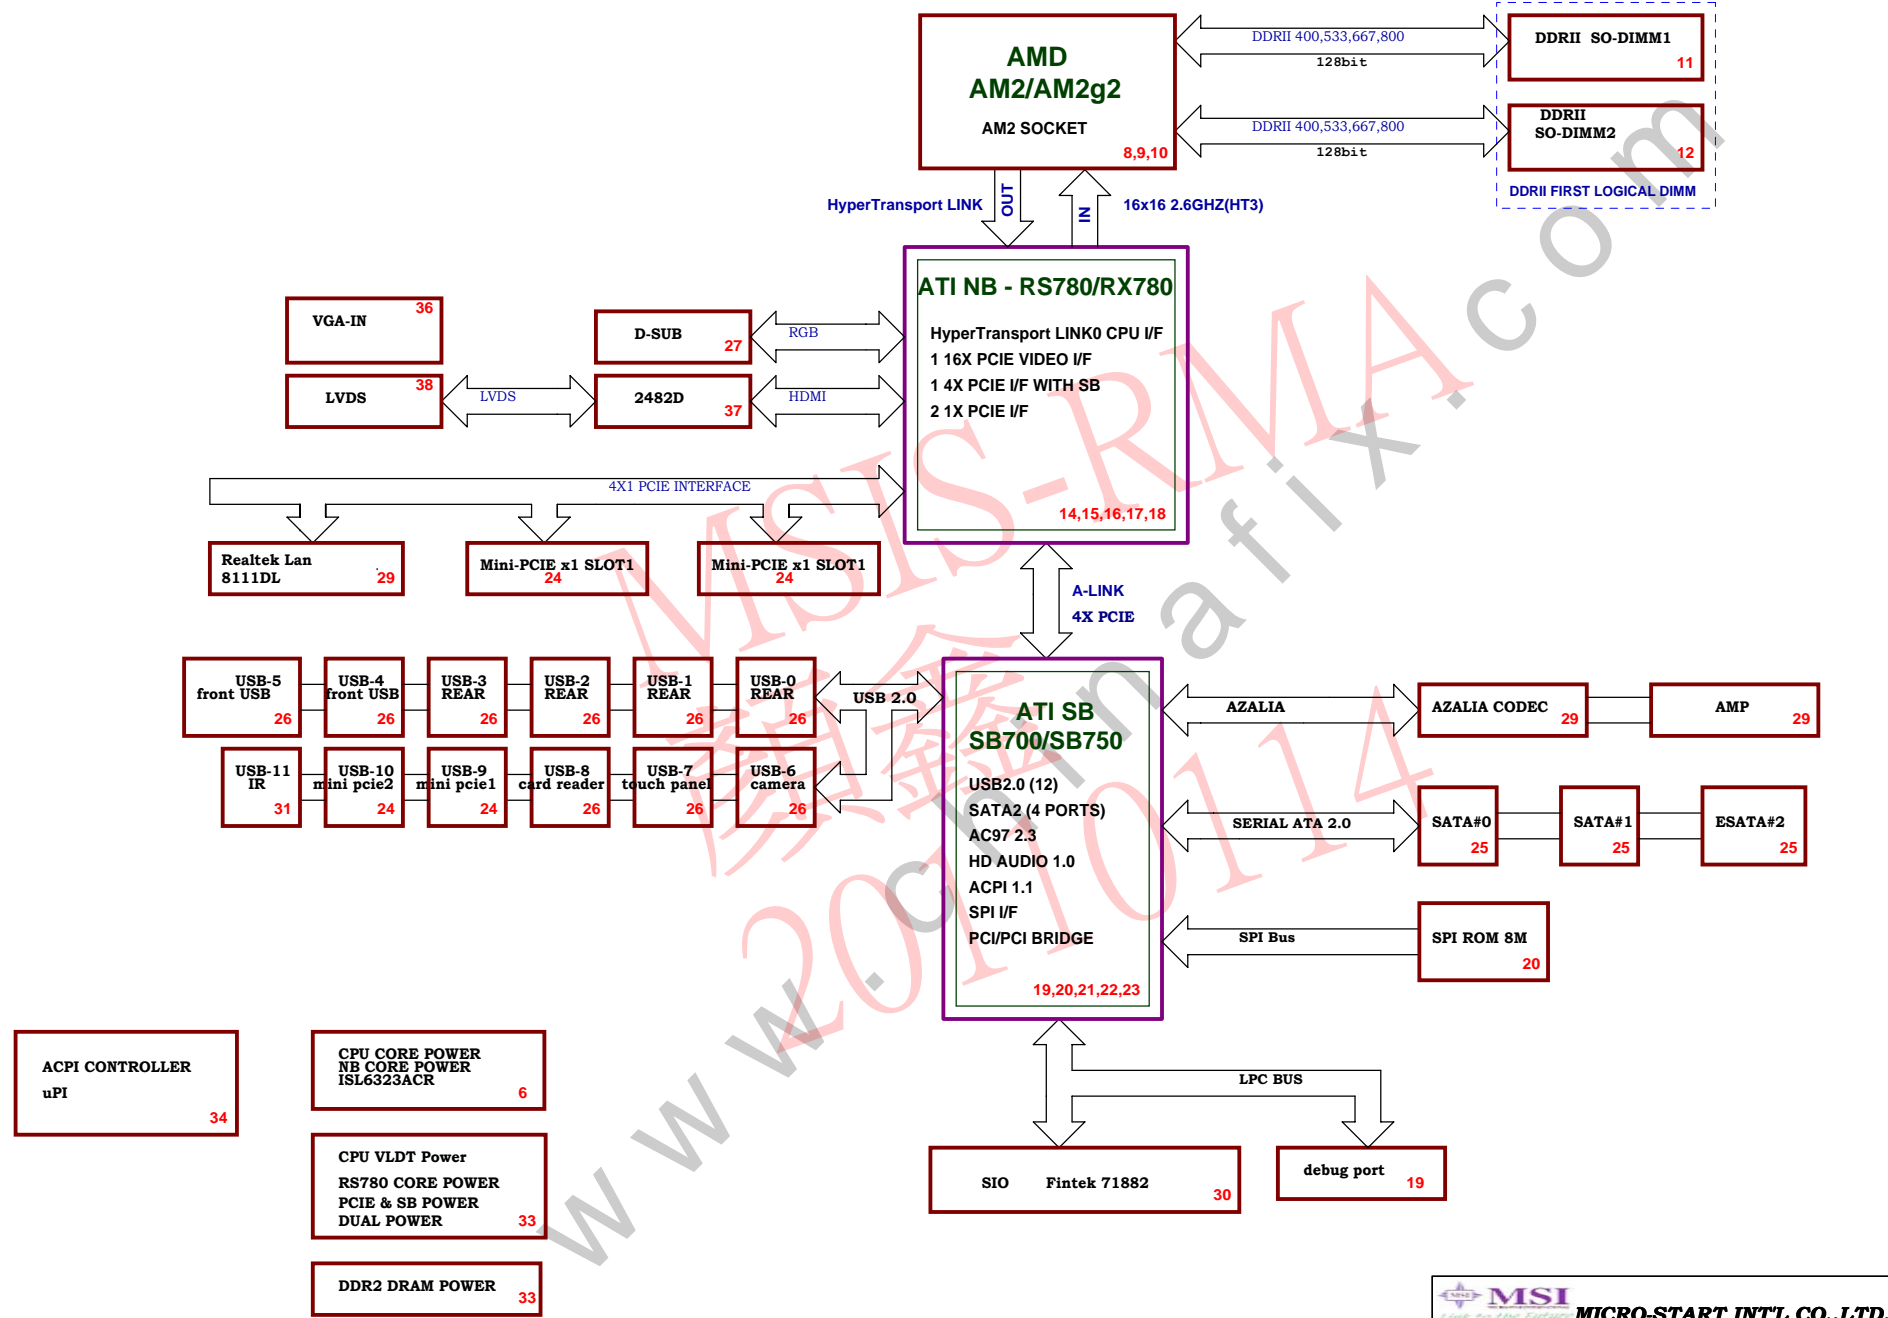 AMD
AM2/AM2g2
AM2 SOCKET
8,9,10
DDRII 400,533,667,800
128bit
DDRII SO-DIMM1
11
DDRII 400,533,667,800
128bit
DDRII
SO-DIMM2
12
DDRII FIRST LOGICAL DIMM
HyperTransport LINK
OUT
IN
16x16 2.6GHZ(HT3)
ATI NB - RS780/RX780
HyperTransport LINK0 CPU I/F
1 16X PCIE VIDEO I/F
1 4X PCIE I/F WITH SB
2 1X PCIE I/F
14,15,16,17,18
VGA-IN
36
D-SUB
27
RGB
LVDS
38
LVDS
2482D
37
HDMI
4X1 PCIE INTERFACE
Realtek Lan
8111DL
29
Mini-PCIE x1 SLOT1
24
Mini-PCIE x1 SLOT1
24
A-LINK
4X PCIE
USB-5
front USB
26
USB-4
front USB
26
USB-3
REAR
26
USB-2
REAR
26
USB-1
REAR
26
USB-0
REAR
26
USB 2.0
USB-11
IR
31
USB-10
mini pcie2
24
USB-9
mini pcie1
24
USB-8
card reader
26
USB-7
touch panel
26
USB-6
camera
26
ATI SB
SB700/SB750
USB2.0 (12)
SATA2 (4 PORTS)
AC97 2.3
HD AUDIO 1.0
ACPI 1.1
SPI I/F
PCI/PCI BRIDGE
19,20,21,22,23
AZALIA
AZALIA CODEC
29
AMP
29
SERIAL ATA 2.0
SATA#0
25
SATA#1
25
ESATA#2
25
SPI Bus
SPI ROM 8M
20
LPC BUS
SIO Fintek 71882
30
debug port
19
ACPI CONTROLLER
uPI
34
CPU CORE POWER
NB CORE POWER
ISL6323ACR
6
CPU VLDT Power
RS780 CORE POWER
PCIE & SB POWER
DUAL POWER
33
DDR2 DRAM POWER
33
MSIS-RMA
顏鑫
20110114
www.chinafix.com
MSI
MICRO-START INT'L CO.,LTD.